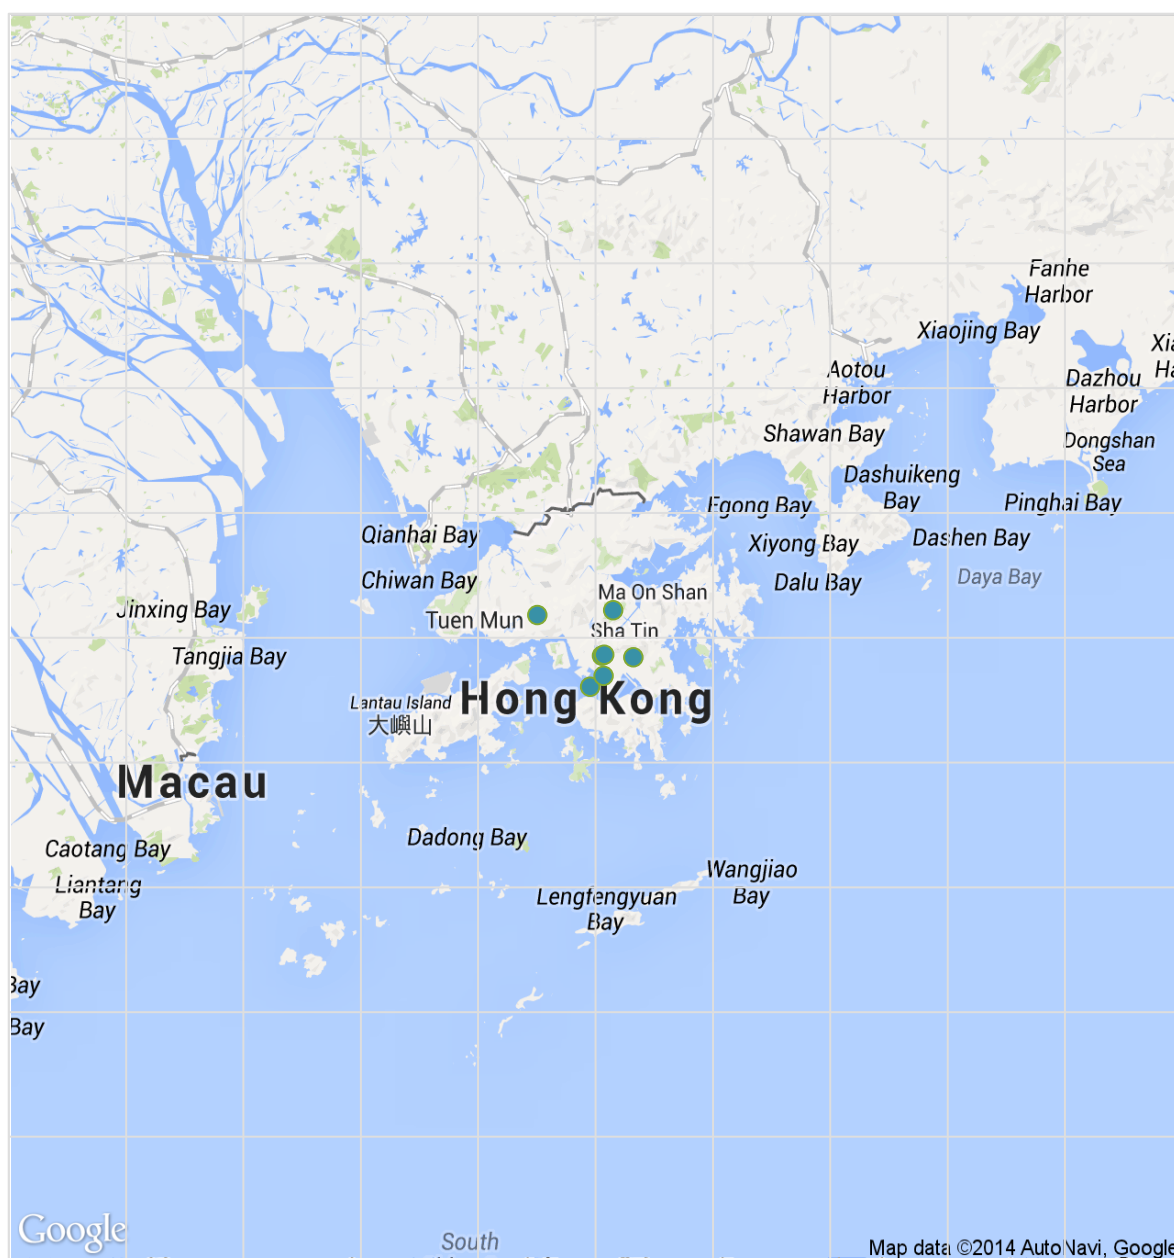 Fanhe
Harbor
Xiaojing Bay
Aotou
Harbor
Dazhou
Harbor
Shawan Bay
Dongshan
Sea
Dashuikeng
Bay
Egong Bay
Pinghai Bay
Qianhai Bay
Xiyong Bay
Dashen Bay
Chiwan Bay
Dalu Bay
Daya Bay
Ma On Shan
Jinxing Bay
Tuen Mun
Sha Tin
Tangjia Bay
Lantau Island
大嶼山
Hong Kong
Macau
Dadong Bay
Caotang Bay
Liantang
Bay
Wangjiao
Bay
Lengfengyuan
Bay
Bay
Bay
Google
South
Map data ©2014 AutoNavi, Google